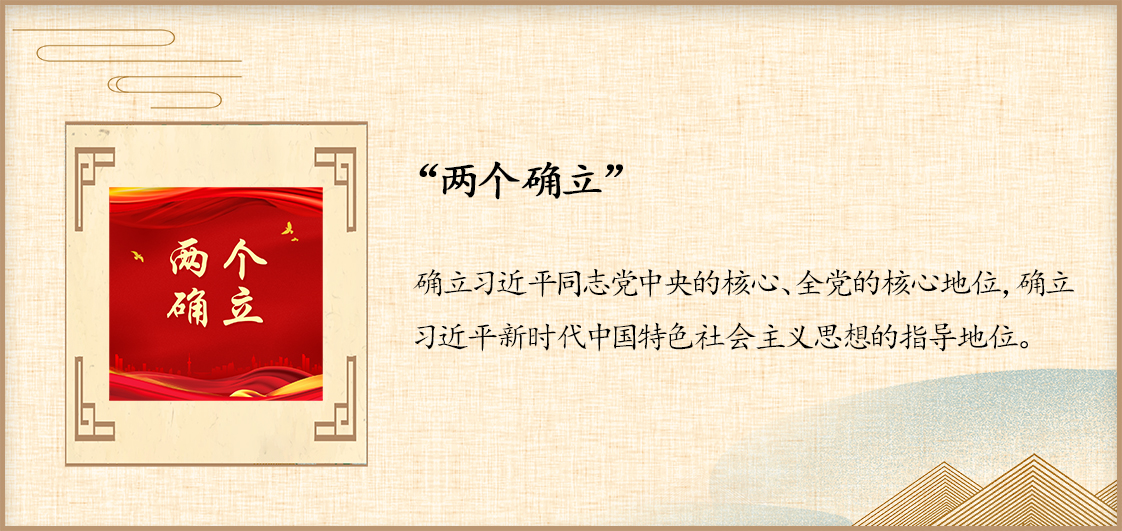 两个
确立
“两个确立”
确立习近平同志党中央的核心、全党的核心地位，确立
习近平新时代中国特色社会主义思想的指导地位。